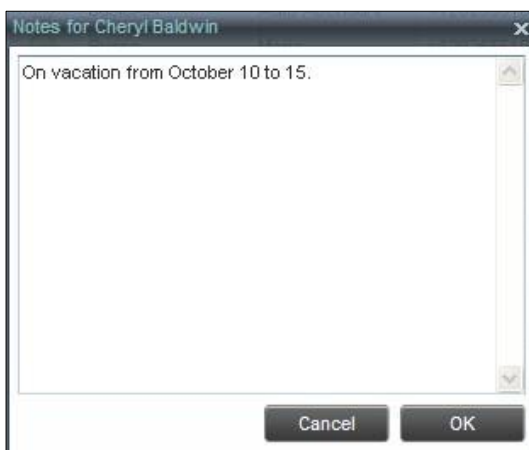 Notes for Cheryl Baldwin
On vacation from October 10 to 15.
Cancel OK